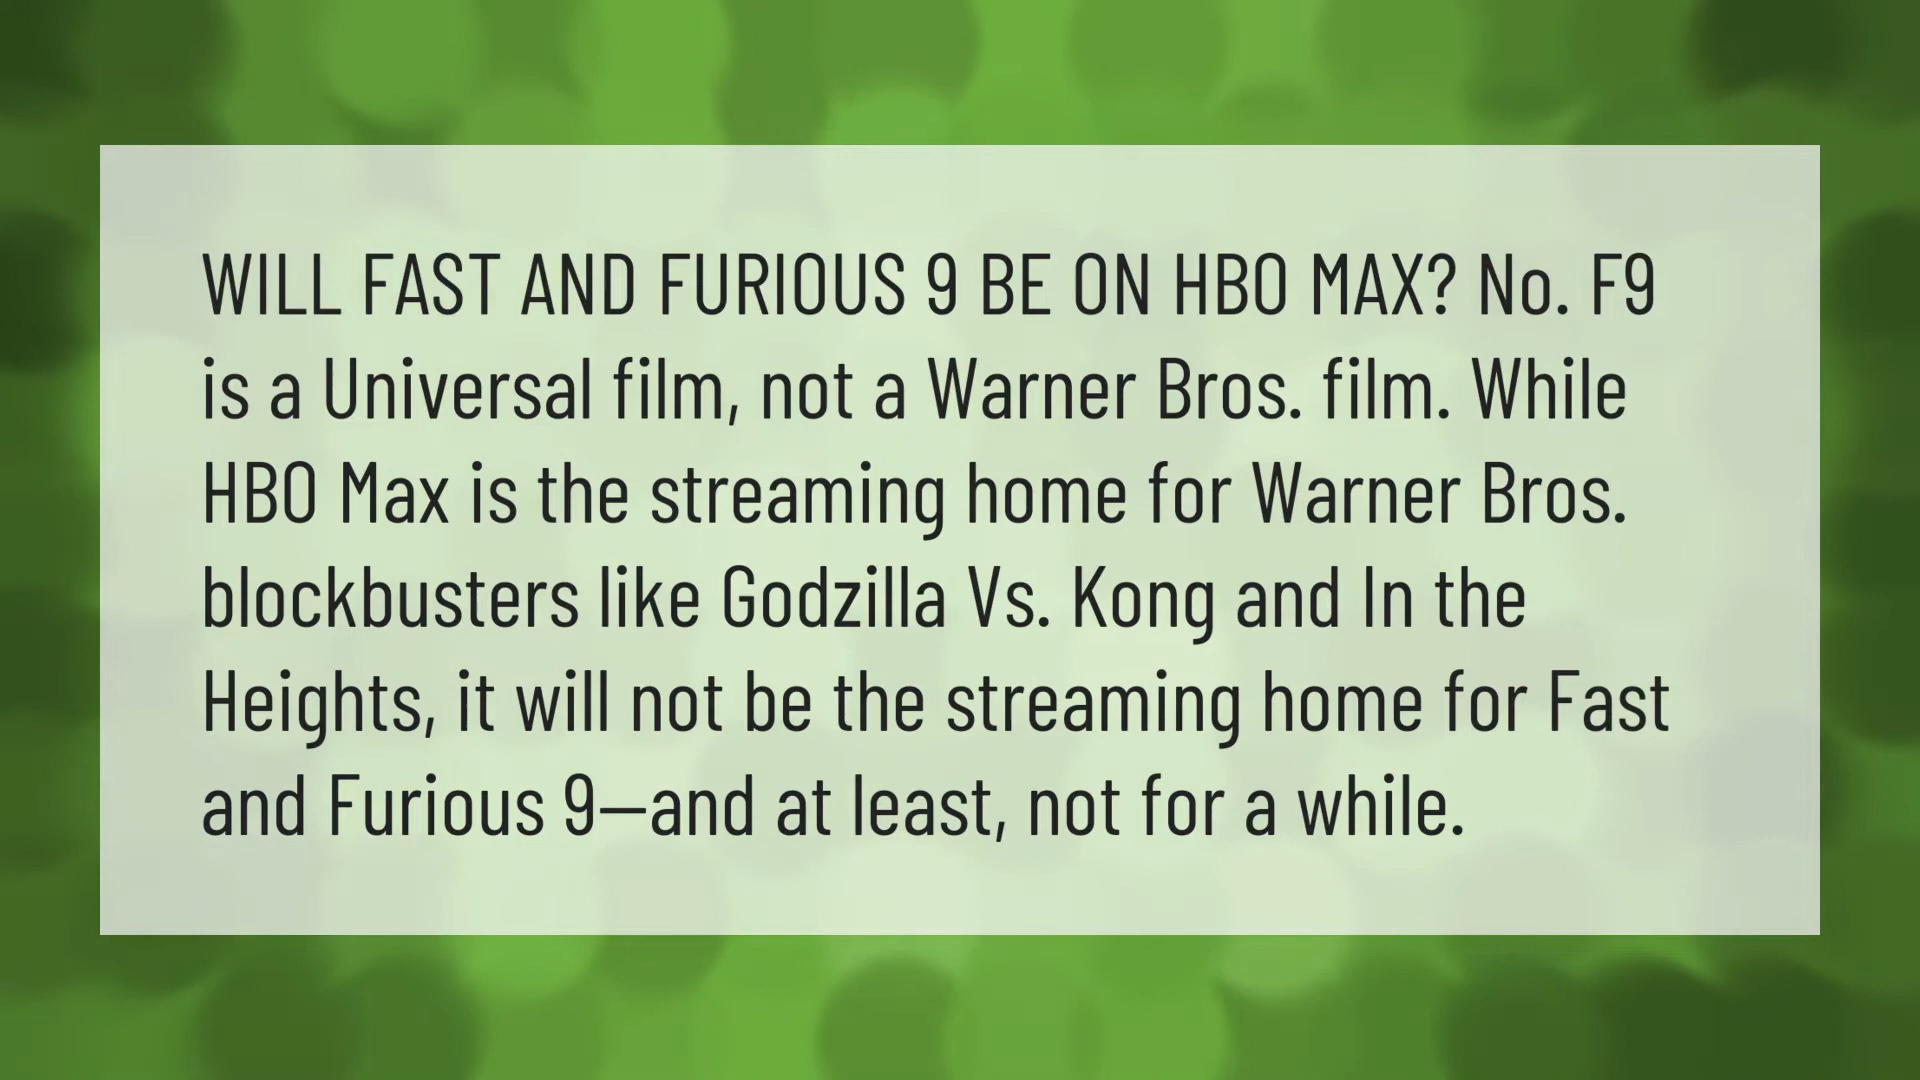 WILL FAST AND FURIOUS 9 BE ON HBO MAX? No. F9
is a Universal film, not a Warner Bros. film. While
HBO Max is the streaming home for Warner Bros.
blockbusters like Godzilla Vs. Kong and In the
Heights, it will not be the streaming home for Fast
and Furious 9—and at least, not for a while.